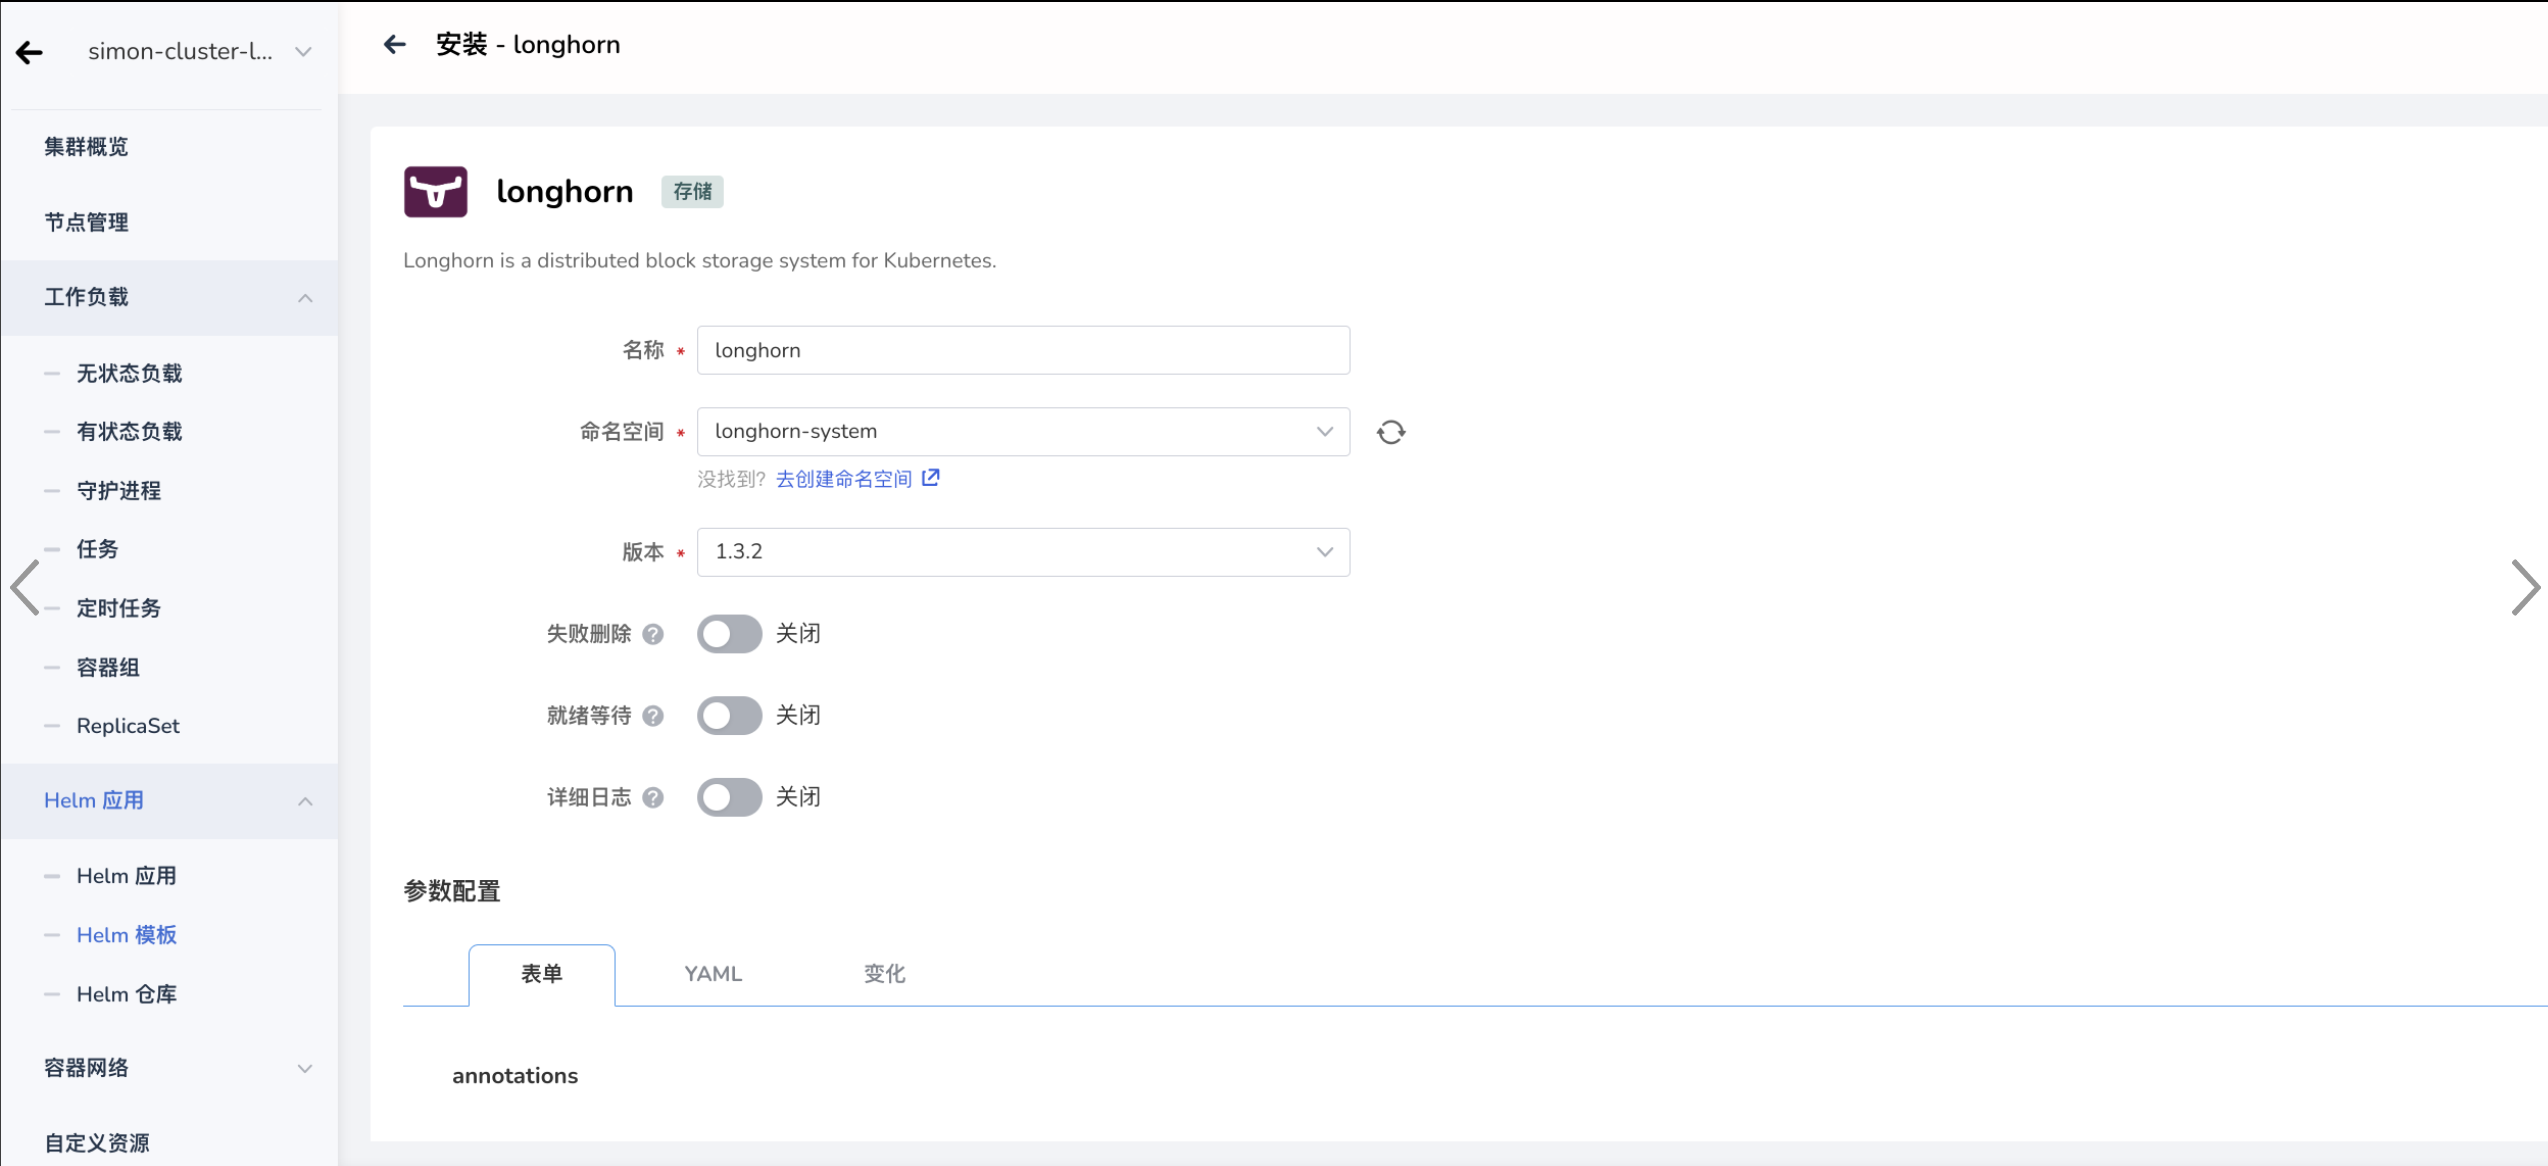 simon-cluster-l...
集群概览
节点管理
工作负载
无状态负载
有状态负载
守护进程
任务
定时任务
容器组
ReplicaSet
Helm 应用
Helm 应用
Helm 模板
Helm 仓库
容器网络
自定义资源
安装 - longhorn
longhorn 存储
Longhorn is a distributed block storage system for Kubernetes.
名称 * longhorn
命名空间 * longhorn-system
没找到? 去创建命名空间
版本 * 1.3.2
失败删除 ? 关闭
就绪等待 ? 关闭
详细日志 ? 关闭
参数配置
表单 YAML 变化
annotations